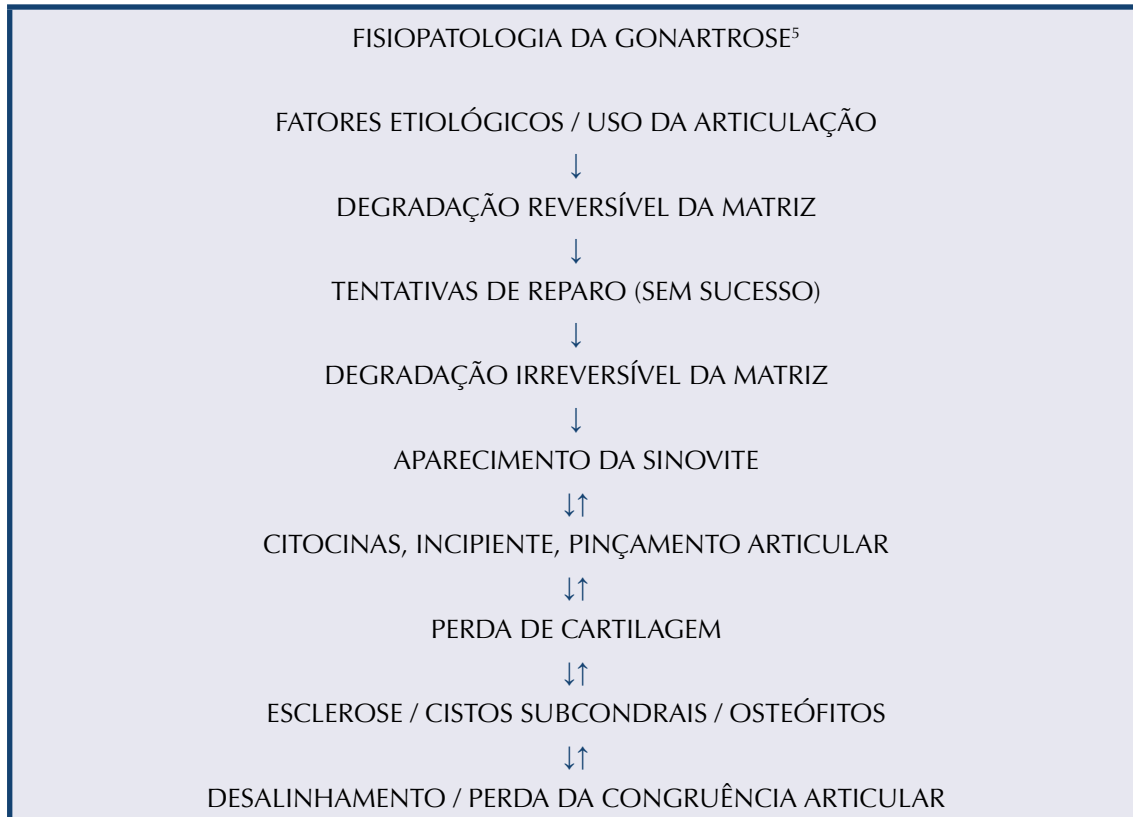 FISIOPATOLOGIA DA GONARTROSE⁵
FATORES ETIOLÓGICOS / USO DA ARTICULAÇÃO
↓
DEGRADAÇÃO REVERSÍVEL DA MATRIZ
↓
TENTATIVAS DE REPARO (SEM SUCESSO)
↓
DEGRADAÇÃO IRREVERSÍVEL DA MATRIZ
↓
APARECIMENTO DA SINOVITE
↓↑
CITOCINAS, INCIPIENTE, PINÇAMENTO ARTICULAR
↓↑
PERDA DE CARTILAGEM
↓↑
ESCLEROSE / CISTOS SUBCONDRAIS / OSTEÓFITOS
↓↑
DESALINHAMENTO / PERDA DA CONGRUÊNCIA ARTICULAR